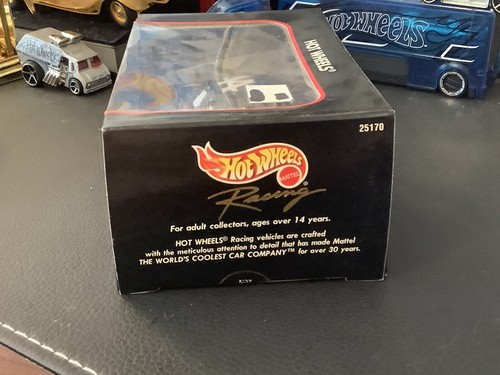 HOT WHEELS
HOT WHEELS®
25170
HOT WHEELS
MATTEL
Racing
For adult collectors, ages over 14 years.
HOT WHEELS® Racing vehicles are crafted
with the meticulous attention to detail that has made Mattel
THE WORLD'S COOLEST CAR COMPANY™ for over 30 years.